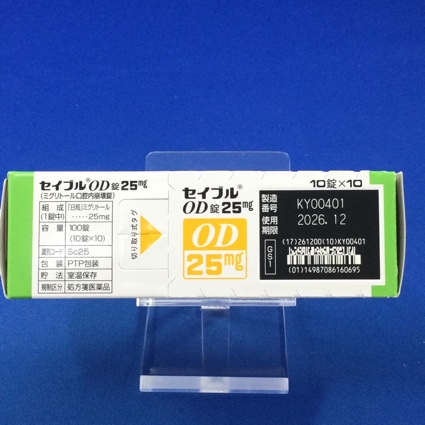 セイブル®OD錠25mg
(ミグリトール口腔内崩壊錠)
組成
(1錠中)
[日局]ミグリトール
……25mg
容量
100錠
(10錠×10)
識別コード
Sc25
包装
PTP包装
貯法
室温保存
規制区分
処方箋医薬品
切り取り式タグ
セイブル®
OD錠25mg
OD
25mg
10錠×10
製造
番号
KY00401
使用
期限
2026.12
(17)261200(10)KY00401
GS1
(01)14987086160695